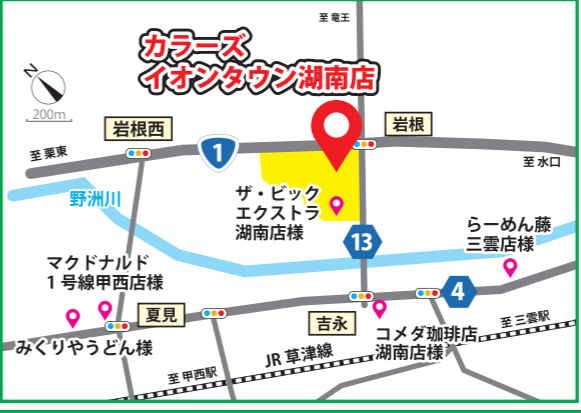 至 竜王
カラーズ
イオンタウン湖南店
N
200m
岩根西
岩根
1
至 栗東
至 水口
野洲川
ザ・ビック
エクストラ
湖南店様
13
らーめん藤
三雲店様
マクドナルド
1号線甲西店様
4
夏見
吉永
みくりやうどん様
コメダ珈琲店
湖南店様
至 三雲駅
JR 草津線
至 甲西駅